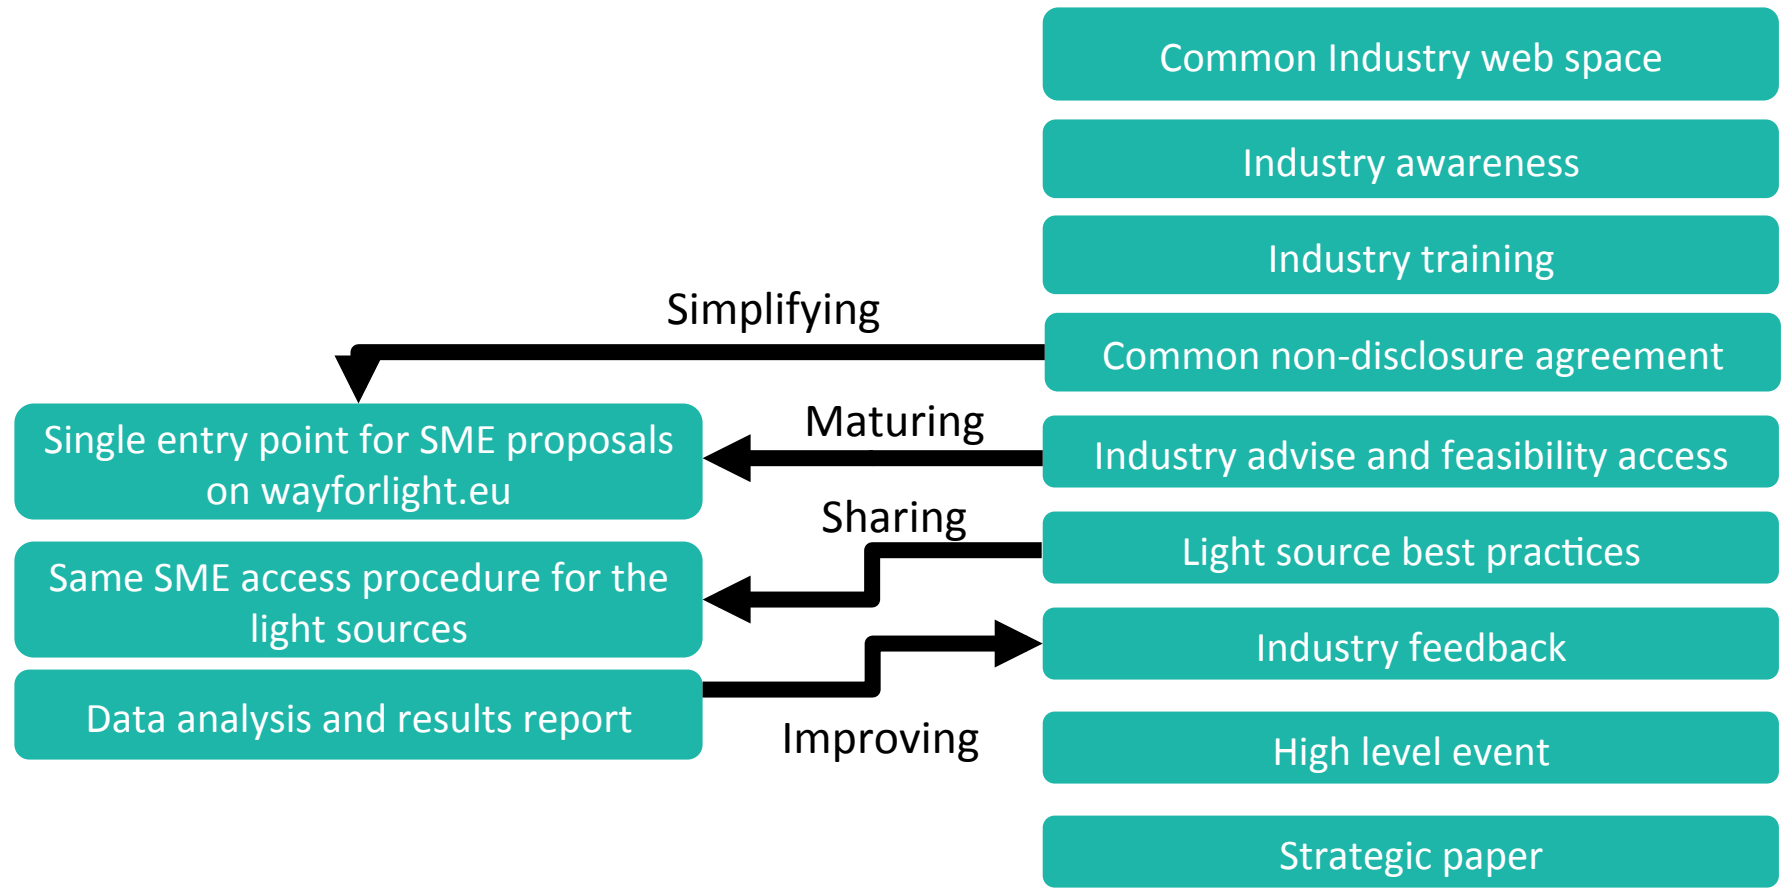 Common Industry web space
Industry awareness
Industry training
Simplifying
Common non-disclosure agreement
Single entry point for SME proposals
on wayforlight.eu
Maturing
Industry advise and feasibility access
Sharing
Light source best practices
Same SME access procedure for the
light sources
Industry feedback
Data analysis and results report
Improving
High level event
Strategic paper